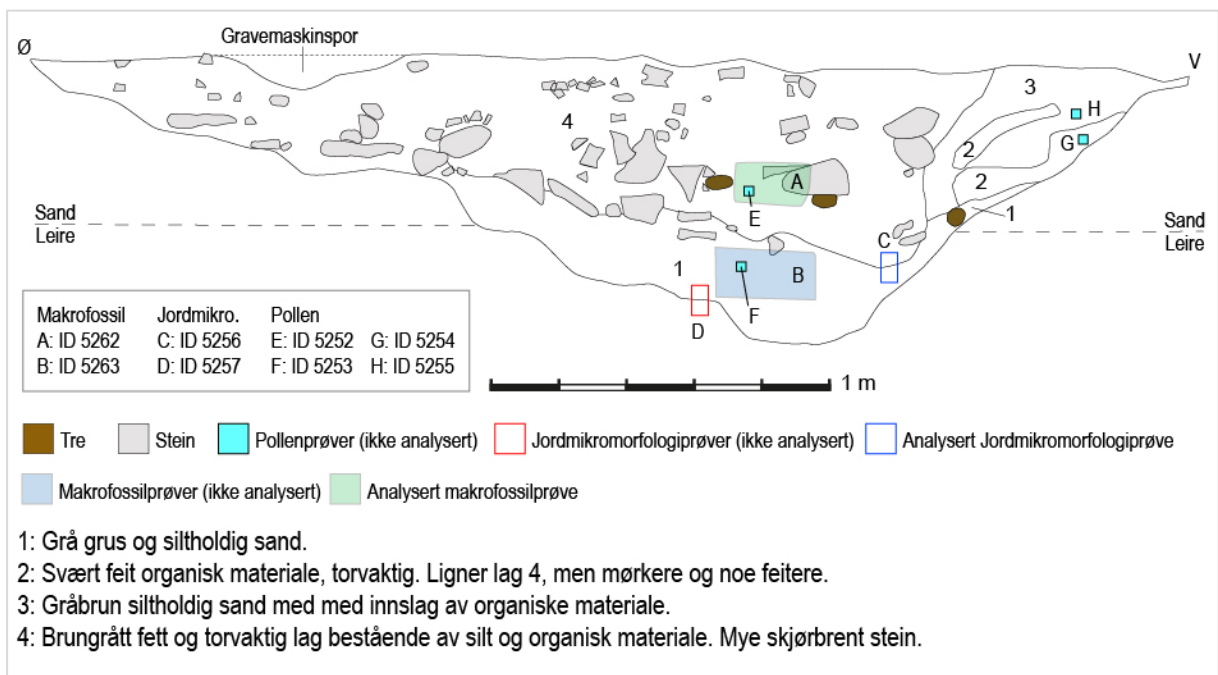 Ø
Gravemaskinspor
V
3
H
4
G
2
A
2
E
1
Sand
Leire
C
Sand
Leire
1
B
F
D
Makrofossil Jordmikro. Pollen
A: ID 5262 C: ID 5256 E: ID 5252 G: ID 5254
B: ID 5263 D: ID 5257 F: ID 5253 H: ID 5255
1 m
Tre Stein Pollenprøver (ikke analysert) Jordmikromorfologiprøver (ikke analysert) Analysert Jordmikromorfologiprøve
Makrofossilprøver (ikke analysert) Analysert makrofossilprøve
1: Grå grus og siltholdig sand.
2: Svært feit organisk materiale, torvaktig. Ligner lag 4, men mørkere og noe feitere.
3: Gråbrun siltholdig sand med med innslag av organiske materiale.
4: Brungrått fett og torvaktig lag bestående av silt og organisk materiale. Mye skjørbrent stein.